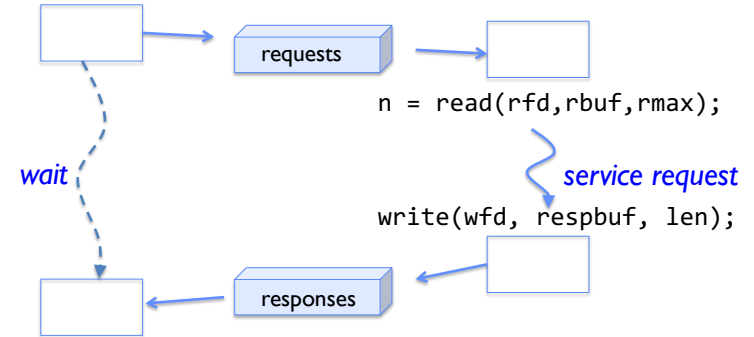 requests
n = read(rfd,rbuf,rmax);
wait
service request
write(wfd, respbuf, len);
responses